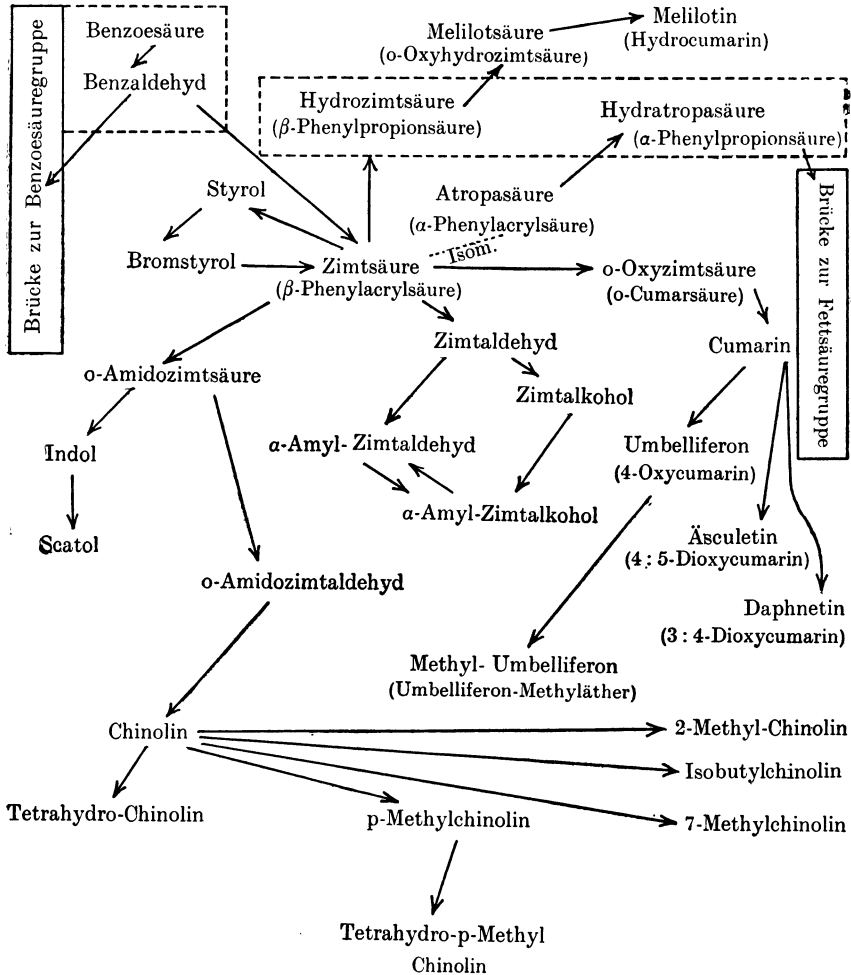 Brücke zur Benzoesäuregruppe
Benzoesäure
Benzaldehyd
Melilotsäure
(o-Oxyhydrozimtsäure)
Melilotin
(Hydrocumarin)
Hydrozimtsäure
(β-Phenylpropionsäure)
Hydratropasäure
(α-Phenylpropionsäure)
Brücke zur Fettsäuregruppe
Styrol
Atropasäure
(α-Phenylacrylsäure)
Isom.
Bromstyrol
Zimtsäure
(β-Phenylacrylsäure)
o-Oxyzimtsäure
(o-Cumarsäure)
Zimtaldehyd
Cumarin
o-Amidozimtsäure
Zimtalkohol
Indol
α-Amyl-Zimtaldehyd
Umbelliferon
(4-Oxycumarin)
α-Amyl-Zimtalkohol
Scatol
Äsculetin
(4 : 5-Dioxycumarin)
o-Amidozimtaldehyd
Daphnetin
(3 : 4-Dioxycumarin)
Methyl-Umbelliferon
(Umbelliferon-Methyläther)
Chinolin
2-Methyl-Chinolin
Isobutylchinolin
Tetrahydro-Chinolin
p-Methylchinolin
7-Methylchinolin
Tetrahydro-p-Methyl
Chinolin